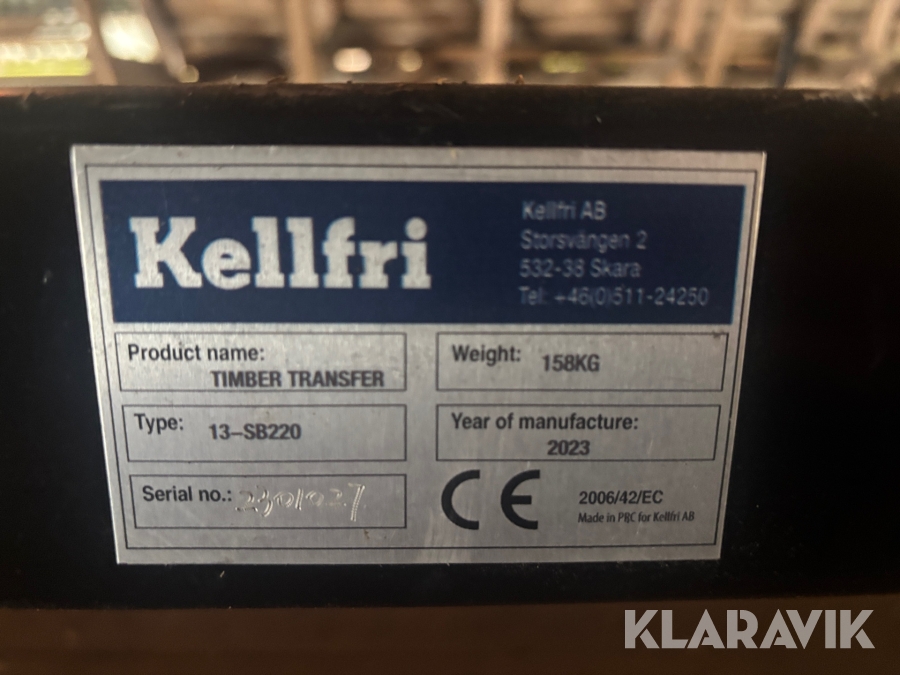 Kellfri
Kellfri AB
Storsvängen 2
532-38 Skara
Tel: +46(0)511-24250
Product name:
TIMBER TRANSFER
Weight: 158KG
Type: 13-SB220
Year of manufacture:
2023
Serial no.: 2301027
CE 2006/42/EC
Made in PRC for Kellfri AB
KLARAVIK